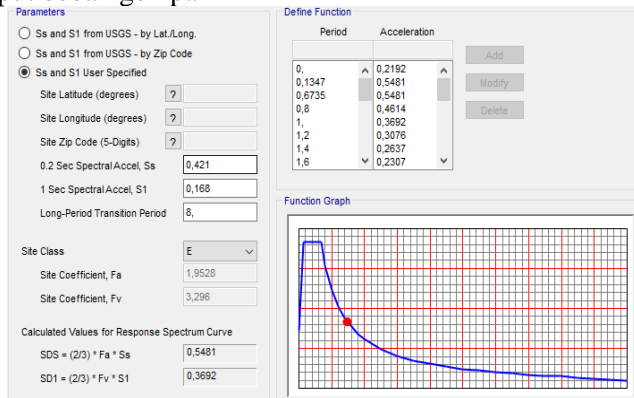 Parameters
Ss and S1 from USGS - by Lat./Long.
Ss and S1 from USGS - by Zip Code
Ss and S1 User Specified
Site Latitude (degrees) ?
Site Longitude (degrees) ?
Site Zip Code (5-Digits) ?
0.2 Sec Spectral Accel, Ss 0,421
1 Sec Spectral Accel, S1 0,168
Long-Period Transition Period 8,
Site Class E
Site Coefficient, Fa 1,9528
Site Coefficient, Fv 3,296
Calculated Values for Response Spectrum Curve
SDS = (2/3) * Fa * Ss 0,5481
SD1 = (2/3) * Fv * S1 0,3692
Define Function
Period Acceleration
0, 0,2192
0,1347 0,5481
0,6735 0,5481
0,8 0,4614
1, 0,3692
1,2 0,3076
1,4 0,2637
1,6 0,2307
Add
Modify
Delete
Function Graph